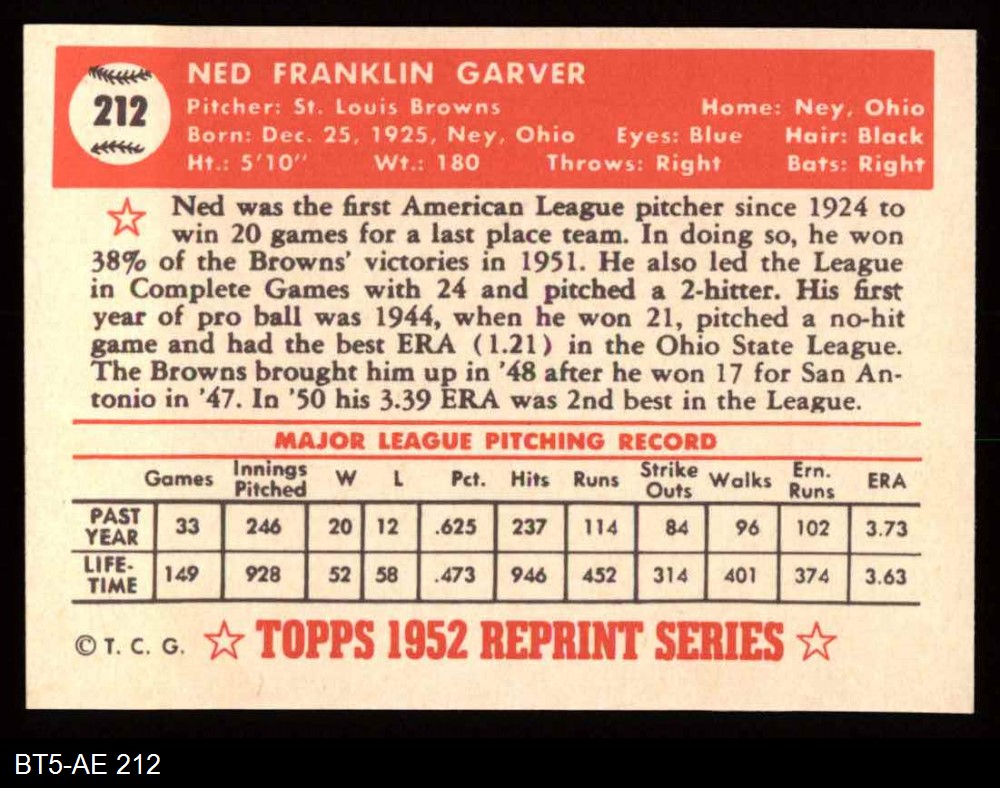 212
NED FRANKLIN GARVER
Pitcher: St. Louis Browns Home: Ney, Ohio
Born: Dec. 25, 1925, Ney, Ohio Eyes: Blue Hair: Black
Ht.: 5'10" Wt.: 180 Throws: Right Bats: Right
Ned was the first American League pitcher since 1924 to
win 20 games for a last place team. In doing so, he won
38% of the Browns' victories in 1951. He also led the League
in Complete Games with 24 and pitched a 2-hitter. His first
year of pro ball was 1944, when he won 21, pitched a no-hit
game and had the best ERA (1.21) in the Ohio State League.
The Browns brought him up in '48 after he won 17 for San An-
tonio in '47. In '50 his 3.39 ERA was 2nd best in the League.
MAJOR LEAGUE PITCHING RECORD
Games Innings Pitched W L Pct. Hits Runs Strike Outs Walks Ern. Runs ERA
PAST YEAR 33 246 20 12 .625 237 114 84 96 102 3.73
LIFE-TIME 149 928 52 58 .473 946 452 314 401 374 3.63
© T. C. G. ☆ TOPPS 1952 REPRINT SERIES ☆
BT5-AE 212